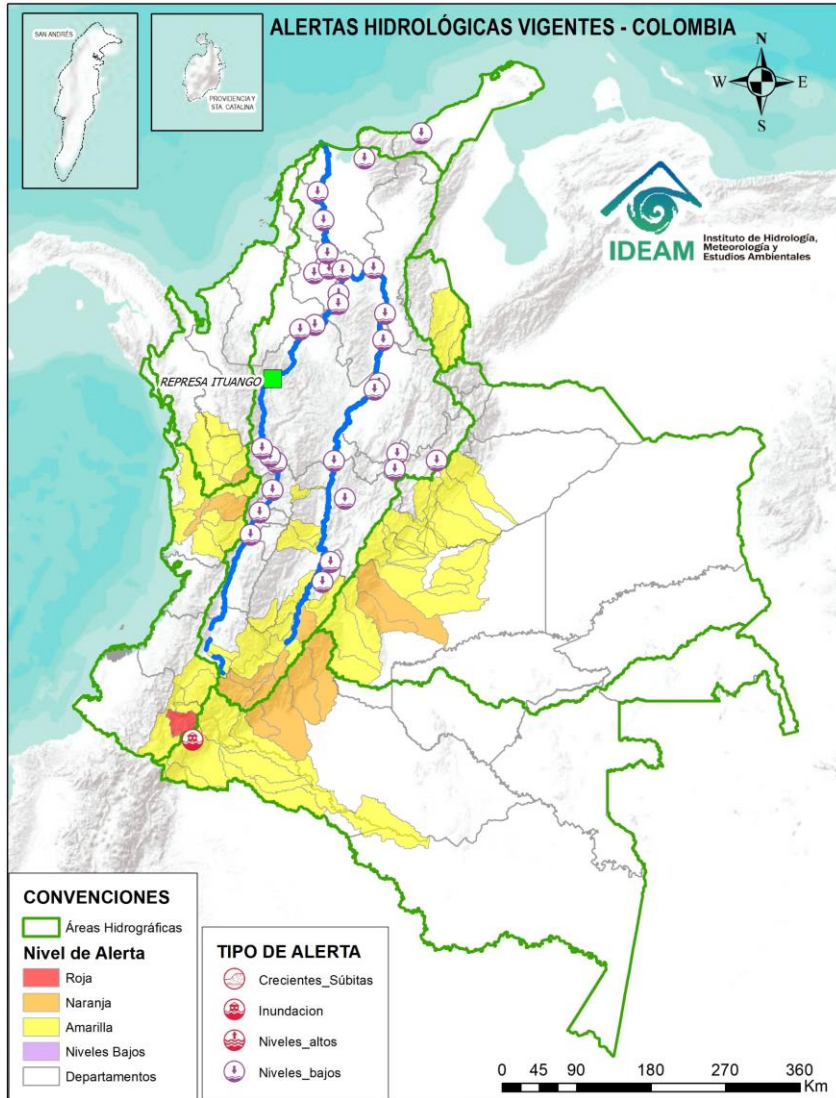 ALERTAS HIDROLÓGICAS VIGENTES - COLOMBIA
SAN ANDRÉS
PROVIDENCIA Y
STA. CATALINA
N
W
E
S
IDEAM
Instituto de Hidrología,
Meteorología y
Estudios Ambientales
REPRESA ITUANGO
CONVENCIONES
Áreas Hidrográficas
Nivel de Alerta
Roja
Naranja
Amarilla
Niveles Bajos
Departamentos
TIPO DE ALERTA
Crecientes_Súbitas
Inundacion
Niveles_altos
Niveles_bajos
0 45 90 180 270 360
Km